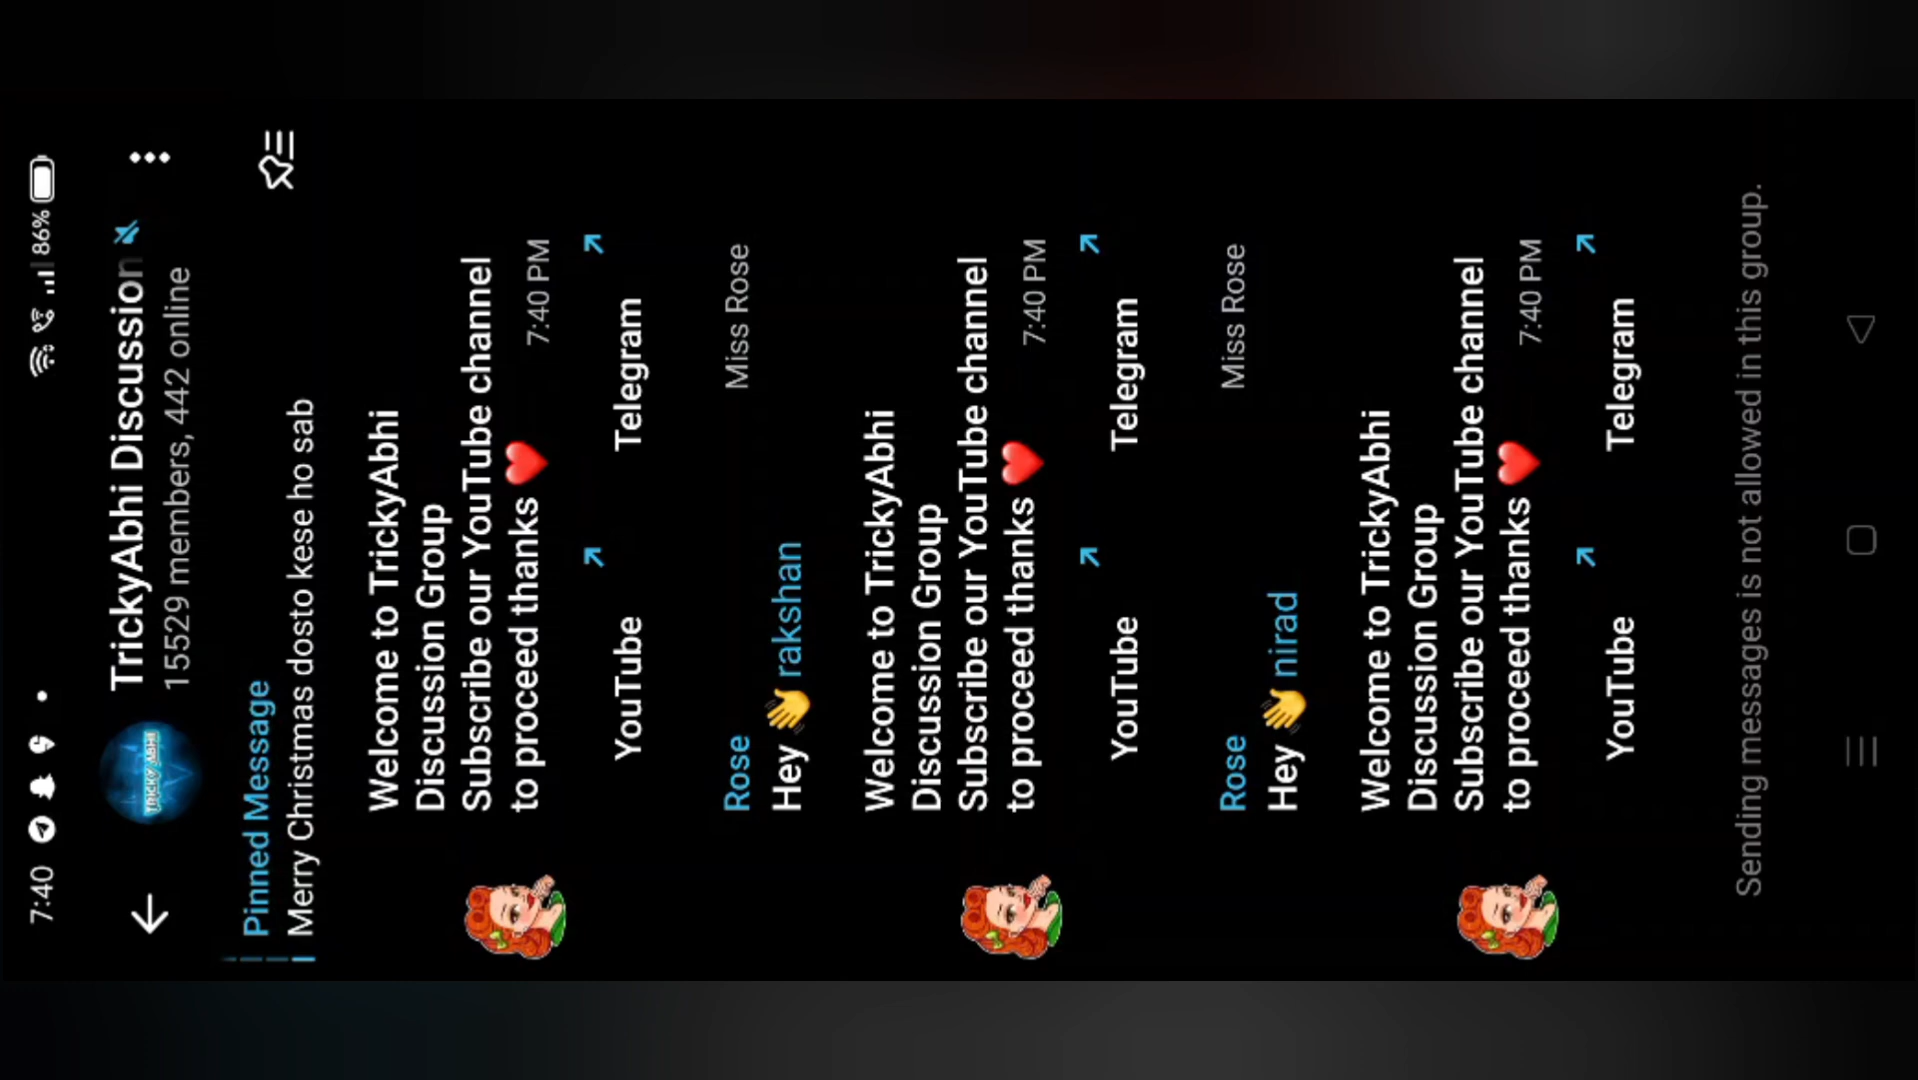 7:40
86%
TrickyAbhi Discussion
15529 members, 442 online
TRICKY ABHI
Pinned Message
Merry Christmas dosto kese ho sab
Welcome to TrickyAbhi
Discussion Group
Subscribe our YouTube channel
to proceed thanks ❤️
7:40 PM
YouTube
Telegram
Rose
Miss Rose
Hey 👋 rakshan
Welcome to TrickyAbhi
Discussion Group
Subscribe our YouTube channel
to proceed thanks ❤️
7:40 PM
YouTube
Telegram
Rose
Miss Rose
Hey 👋 nirad
Welcome to TrickyAbhi
Discussion Group
Subscribe our YouTube channel
to proceed thanks ❤️
7:40 PM
YouTube
Telegram
Sending messages is not allowed in this group.